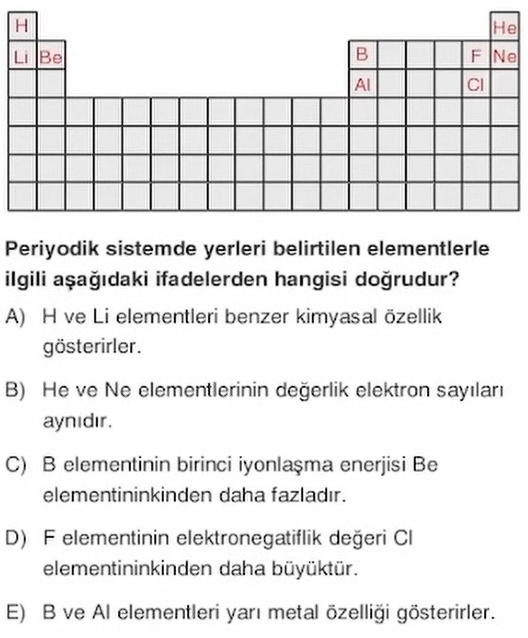 H He
Li Be B F Ne
Al Cl
Periyodik sistemde yerleri belirtilen elementlerle
ilgili aşağıdaki ifadelerden hangisi doğrudur?
A) H ve Li elementleri benzer kimyasal özellik
gösterirler.
B) He ve Ne elementlerinin değerlik elektron sayıları
aynıdır.
C) B elementinin birinci iyonlaşma enerjisi Be
elementininkinden daha fazladır.
D) F elementinin elektronegatiflik değeri Cl
elementininkinden daha büyüktür.
E) B ve Al elementleri yarı metal özelliği gösterirler.